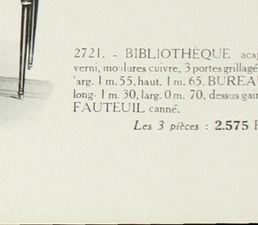 2721. - BIBLIOTHÈQUE aca
verni, moulures cuivre, 3 portes grillagé
larg. 1 m. 55, haut. 1 m. 65. BUREA
long. 1 m. 30, larg. 0 m. 70, dessus gai
FAUTEUIL canné.
Les 3 pièces : 2.575 F